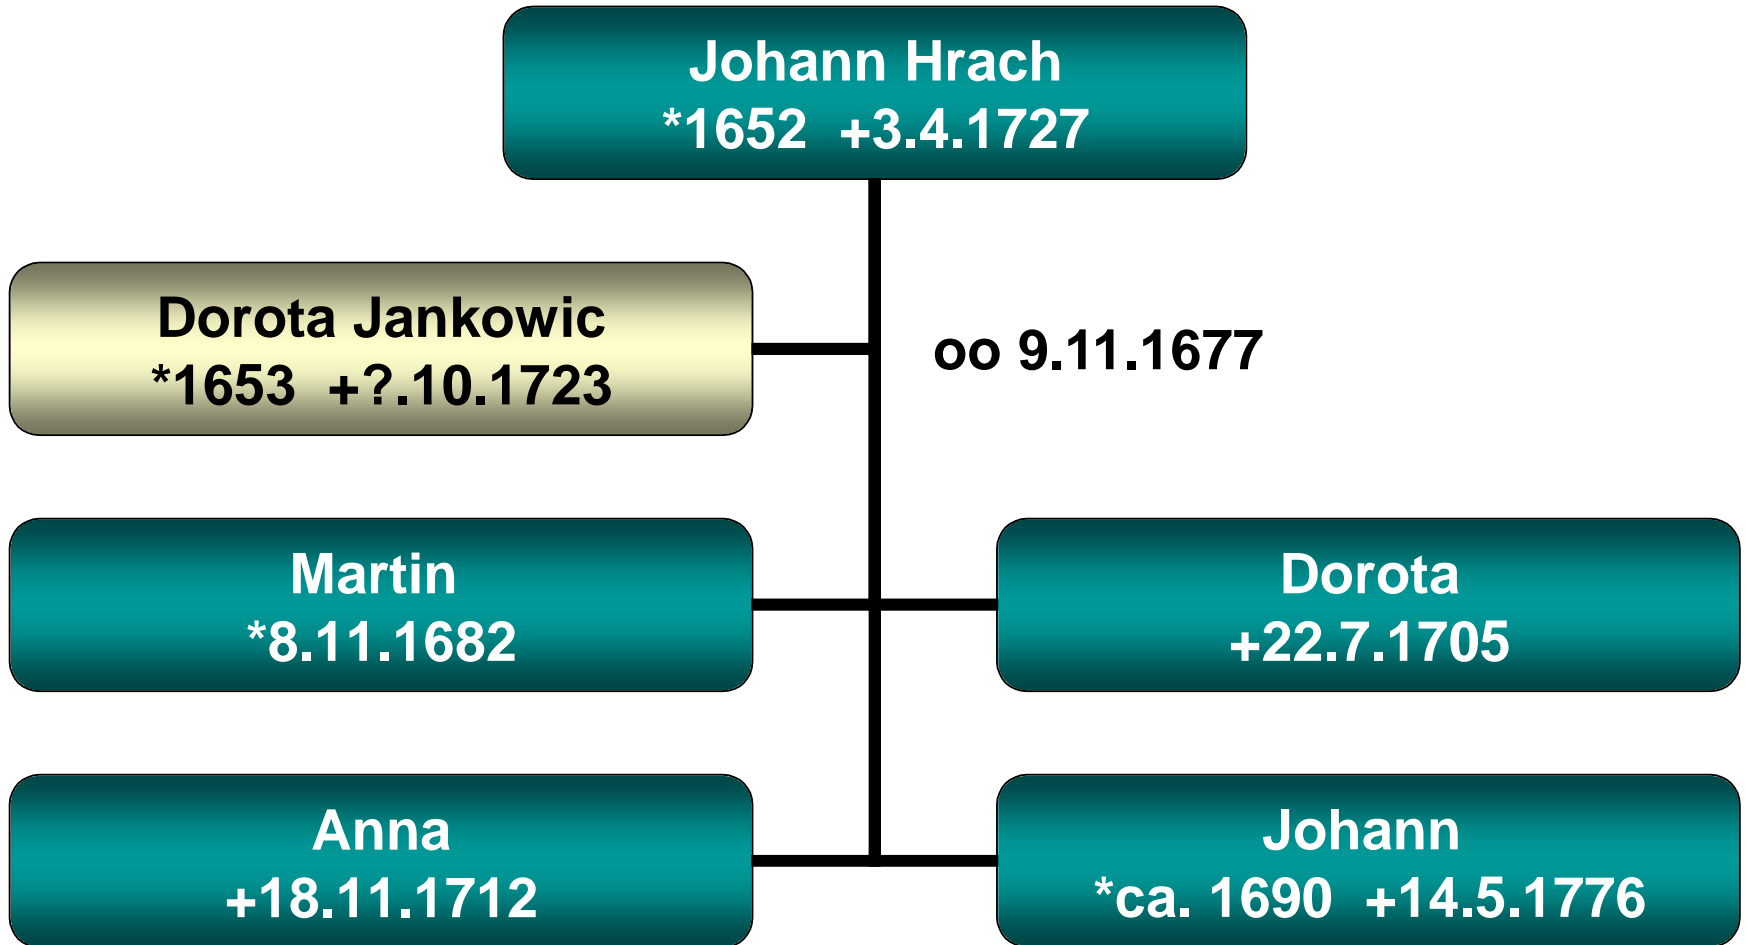 Johann Hrach
*1652 +3.4.1727
Dorota Jankowic
*1653 +?.10.1723
oo 9.11.1677
Martin
*8.11.1682
Dorota
+22.7.1705
Anna
+18.11.1712
Johann
*ca. 1690 +14.5.1776